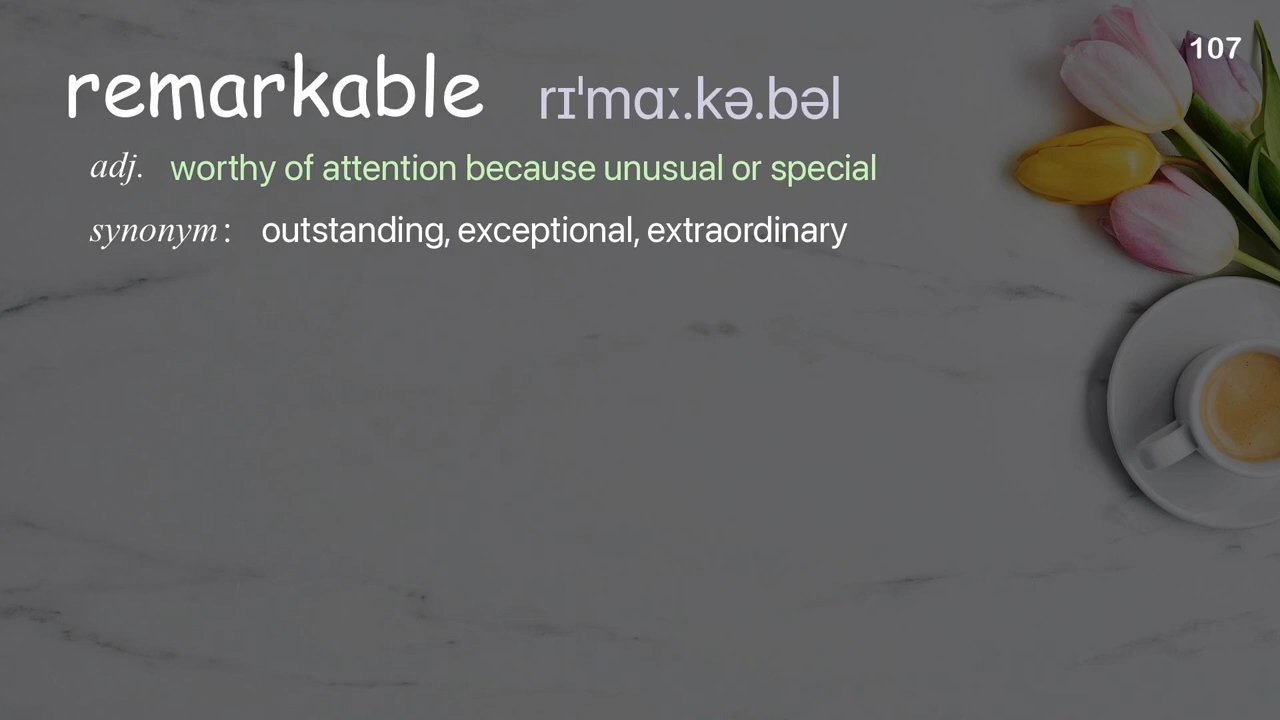 107
remarkable rɪˈmɑː.kə.bəl
adj. worthy of attention because unusual or special
synonym: outstanding, exceptional, extraordinary